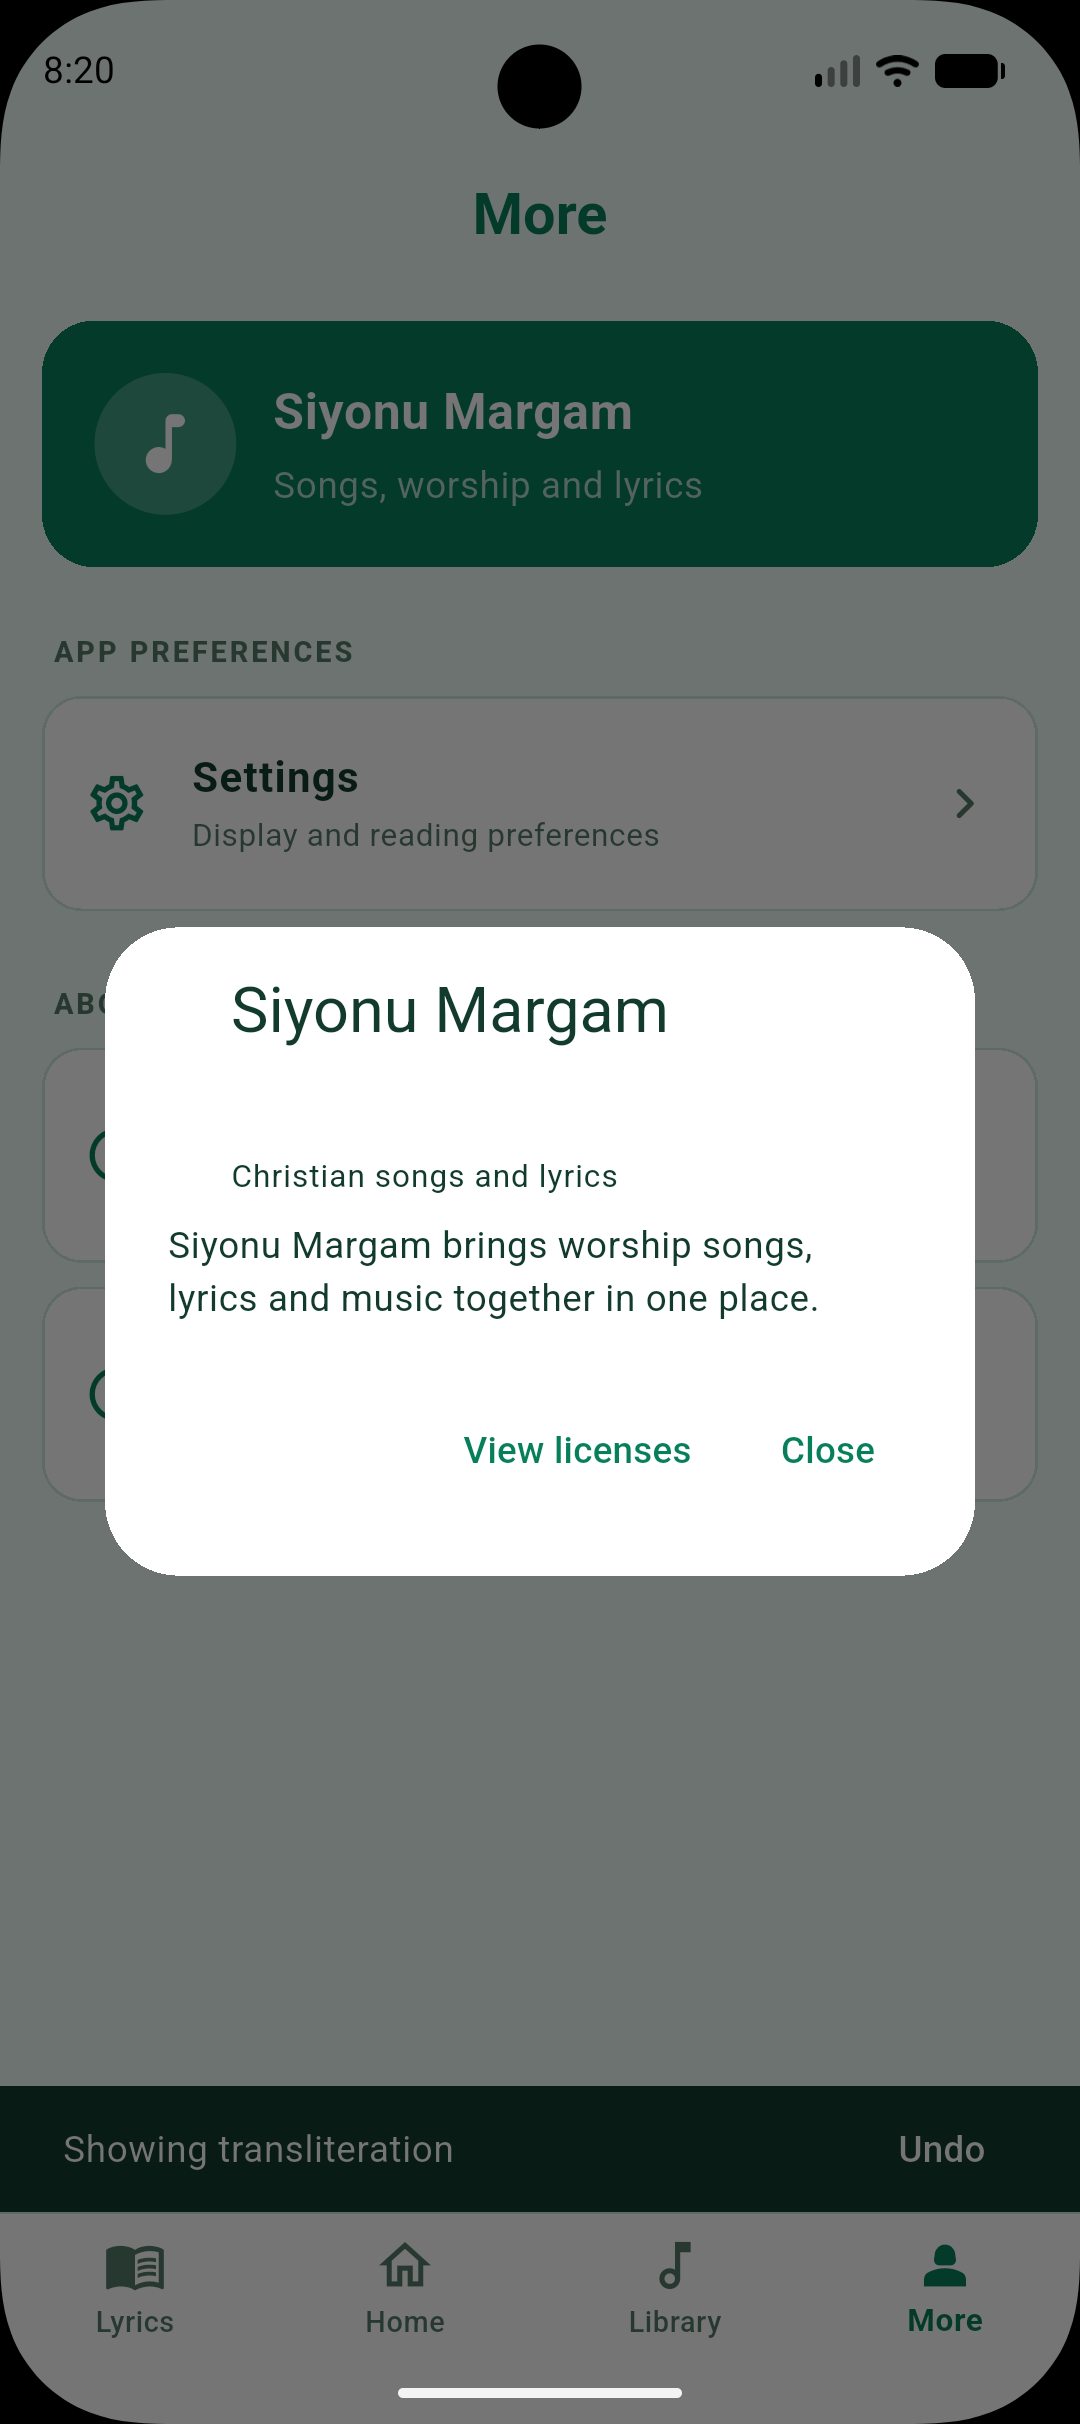 8:20
More
Siyonu Margam
Songs, worship and lyrics
APP PREFERENCES
Settings
Display and reading preferences
Siyonu Margam
Christian songs and lyrics
Siyonu Margam brings worship songs,
lyrics and music together in one place.
View licenses
Close
Showing transliteration
Undo
Lyrics
Home
Library
More